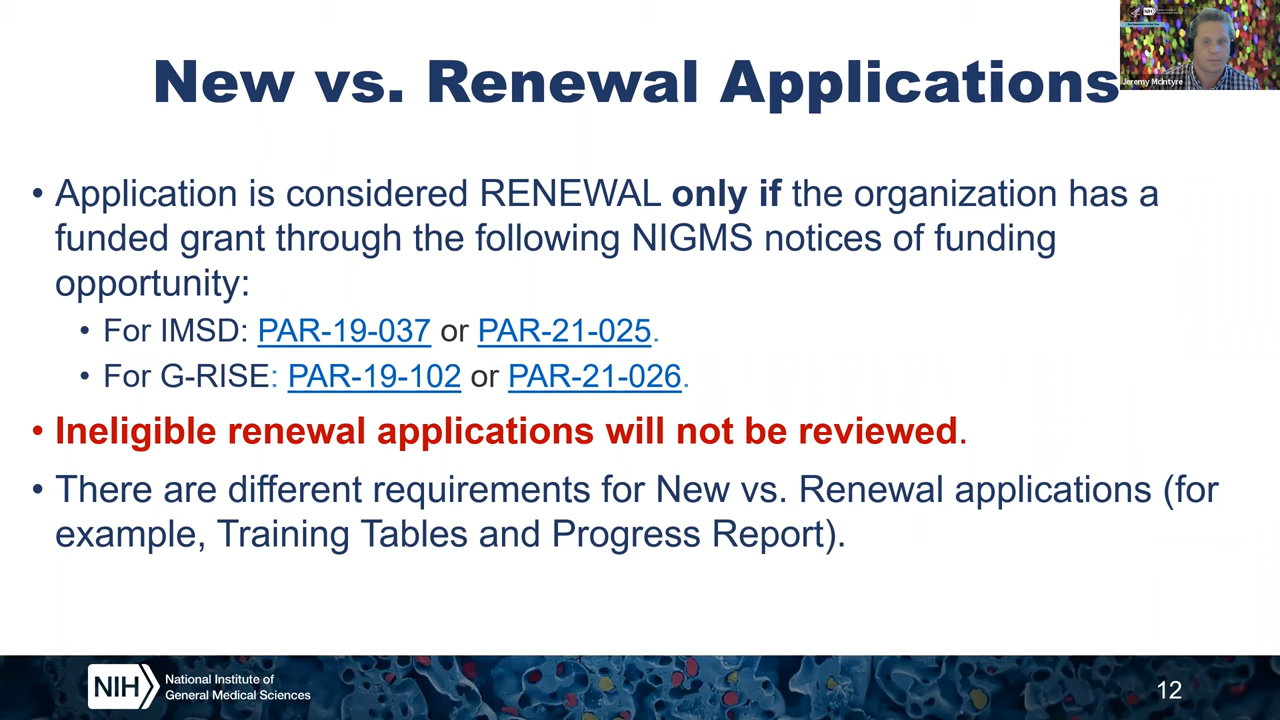 New vs. Renewal Applications
NIH
Jeremy McIntyre
• Application is considered RENEWAL only if the organization has a
funded grant through the following NIGMS notices of funding
opportunity:
• For IMSD: PAR-19-037 or PAR-21-025.
• For G-RISE: PAR-19-102 or PAR-21-026.
• Ineligible renewal applications will not be reviewed.
• There are different requirements for New vs. Renewal applications (for
example, Training Tables and Progress Report).
NIH
National Institute of
General Medical Sciences
12